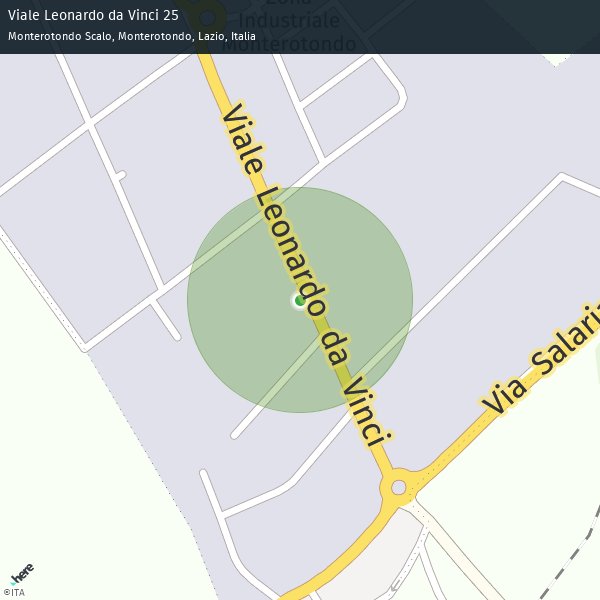 Viale Leonardo da Vinci 25
Monterotondo Scalo, Monterotondo, Lazio, Italia
Zona
Industriale
Monterotondo
Viale Leonardo da Vinci
Via Salaria
here
©ITA